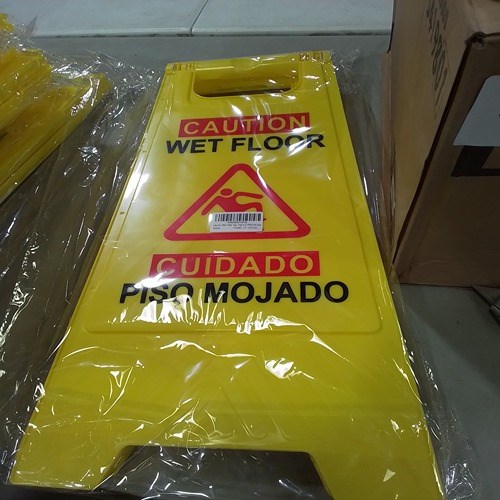 CAUTION
WET FLOOR
CUIDADO
PISO MOJADO